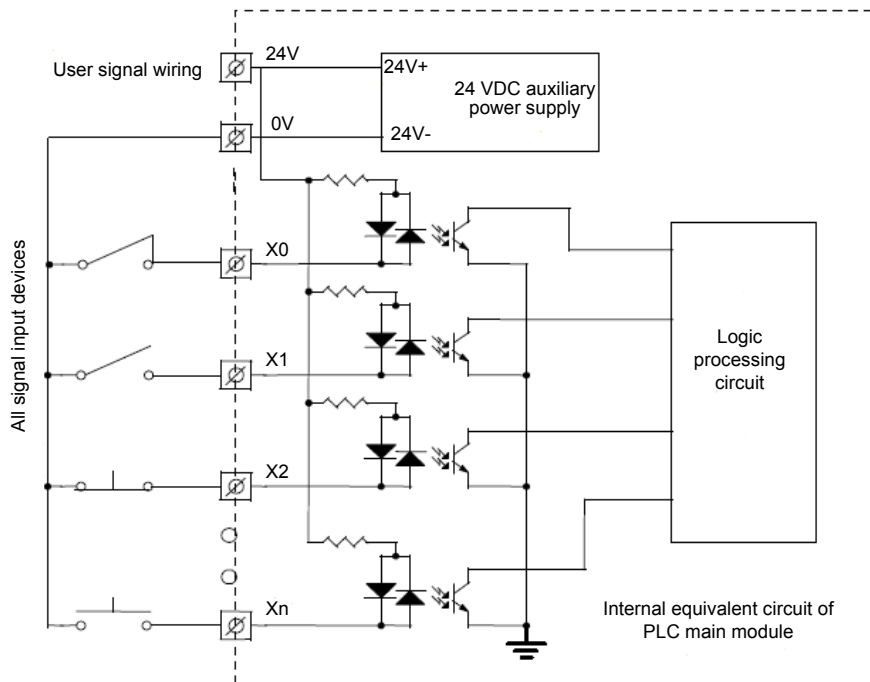 User signal wiring
24V
24V+
24 VDC auxiliary
power supply
0V
24V-
All signal input devices
X0
X1
X2
Xn
Logic
processing
circuit
Internal equivalent circuit of
PLC main module